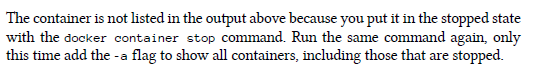 The container is not listed in the output above because you put it in the stopped state
with the docker container stop command. Run the same command again, only
this time add the -a flag to show all containers, including those that are stopped.